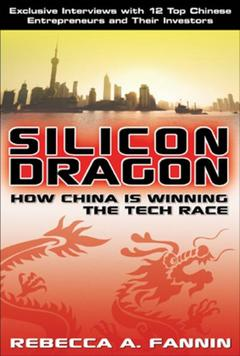 Exclusive Interviews with 12 Top Chinese
Entrepreneurs and Their Investors
SILICON
DRAGON
HOW CHINA IS WINNING
THE TECH RACE
REBECCA A. FANNIN